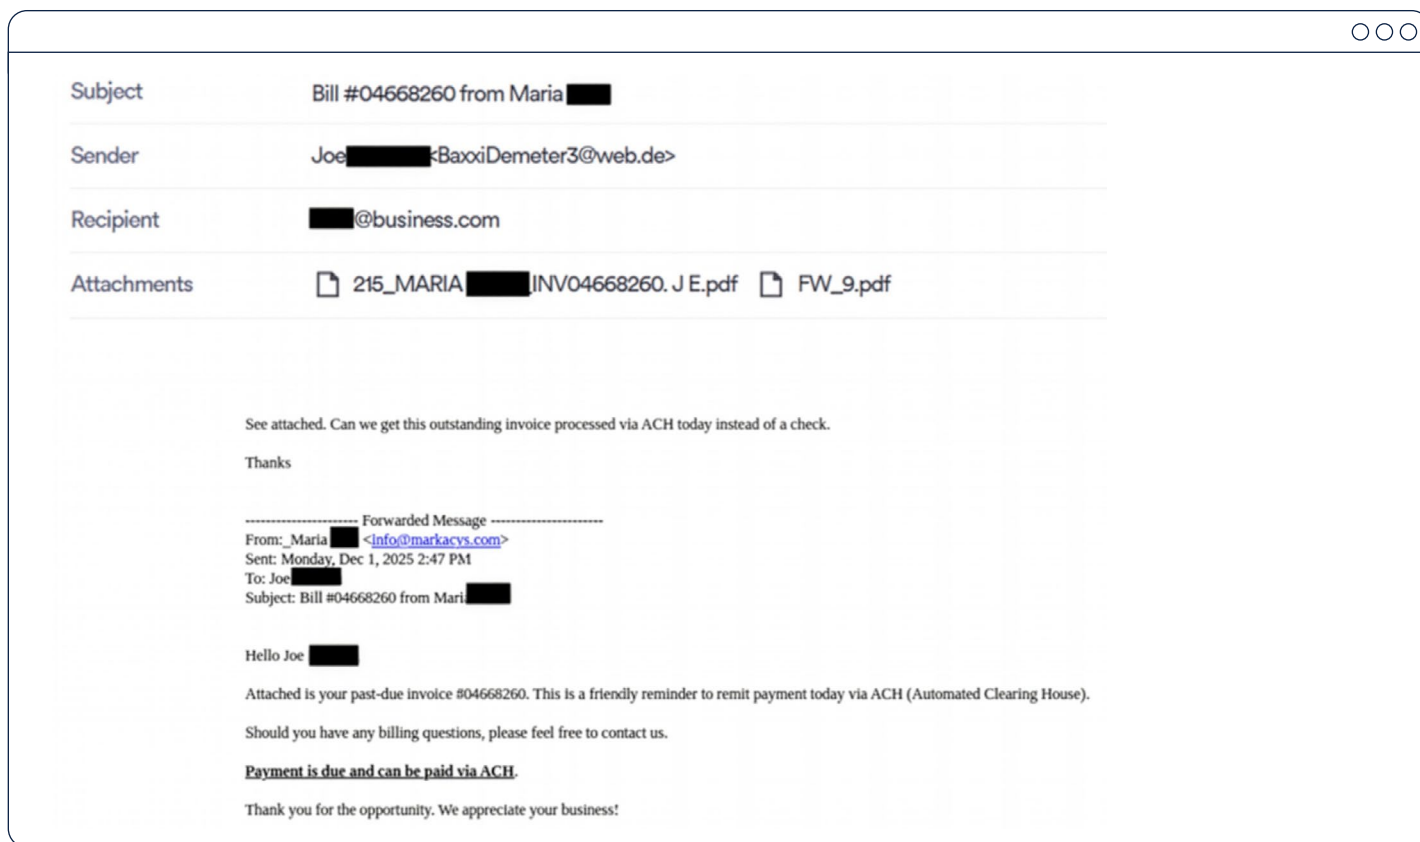 Subject Bill #04668260 from Maria
Sender Joe <BaxxiDemeter3@web.de>
Recipient @business.com
Attachments 215_MARIA INV04668260. J E.pdf FW_9.pdf
See attached. Can we get this outstanding invoice processed via ACH today instead of a check.
Thanks
---------------------- Forwarded Message ----------------------
From:_Maria <info@markacys.com>
Sent: Monday, Dec 1, 2025 2:47 PM
To: Joe
Subject: Bill #04668260 from Mari
Hello Joe
Attached is your past-due invoice #04668260. This is a friendly reminder to remit payment today via ACH (Automated Clearing House).
Should you have any billing questions, please feel free to contact us.
Payment is due and can be paid via ACH.
Thank you for the opportunity. We appreciate your business!